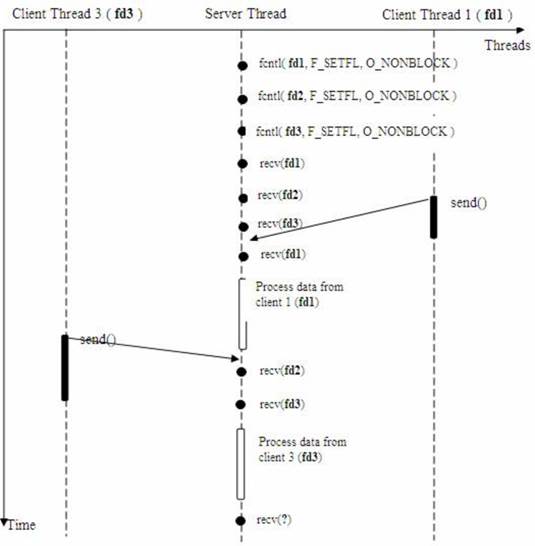 Client Thread 3 ( fd3) Server Thread Client Thread 1 ( fd1)
Threads
fcntl( fd1, F_SETFL, O_NONBLOCK )
fcntl( fd2, F_SETFL, O_NONBLOCK )
fcntl( fd3, F_SETFL, O_NONBLOCK )
recv(fd1)
recv(fd2)
send()
recv(fd3)
recv(fd1)
Process data from
client 1 (fd1)
send()
recv(fd2)
recv(fd3)
Process data from
client 3 (fd3)
recv(?)
Time